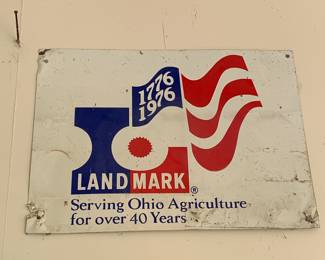 1776
1976
LANDMARK®
Serving Ohio Agriculture
for over 40 Years